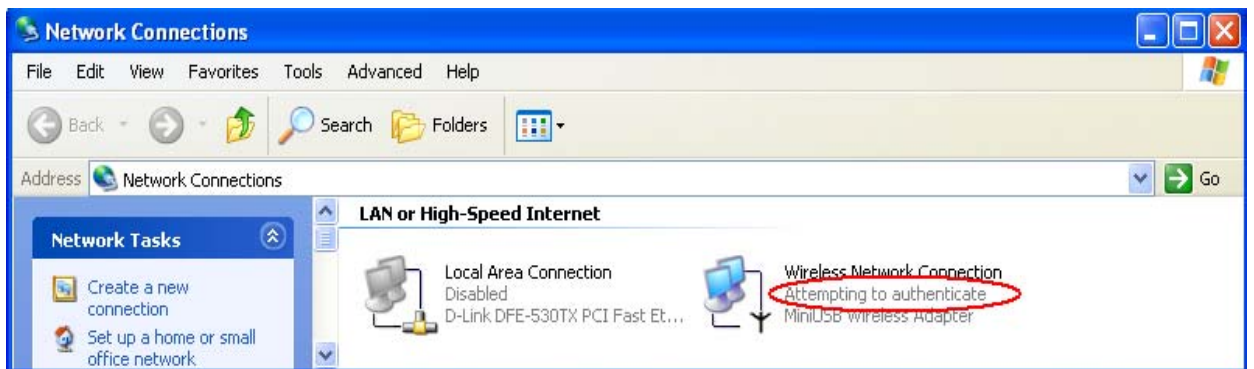 Network Connections
File Edit View Favorites Tools Advanced Help
Back Search Folders
Address Network Connections Go
Network Tasks
Create a new
connection
Set up a home or small
office network
LAN or High-Speed Internet
Local Area Connection
Disabled
D-Link DFE-530TX PCI Fast Et...
Wireless Network Connection
Attempting to authenticate
MiniUSB Wireless Adapter